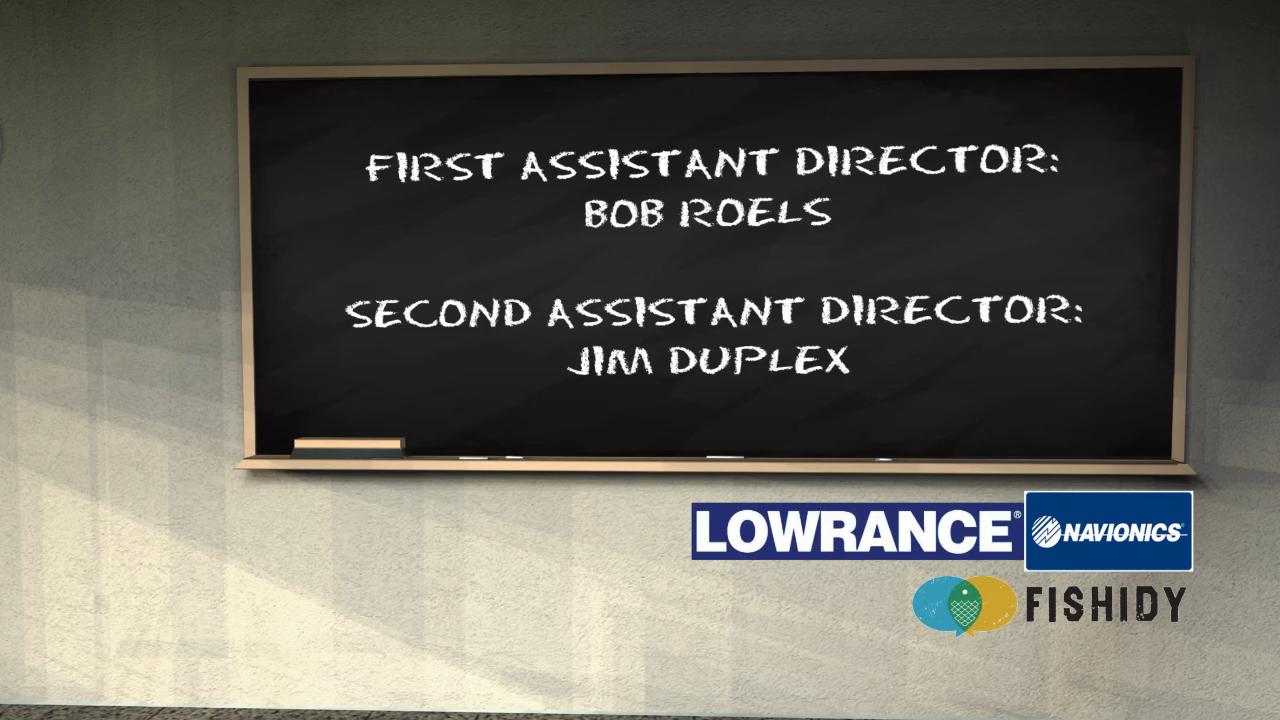 FIRST ASSISTANT DIRECTOR:
BOB ROELS
SECOND ASSISTANT DIRECTOR:
JIM DUPLEX
LOWRANCE®
NAVIONICS®
FISHIDY